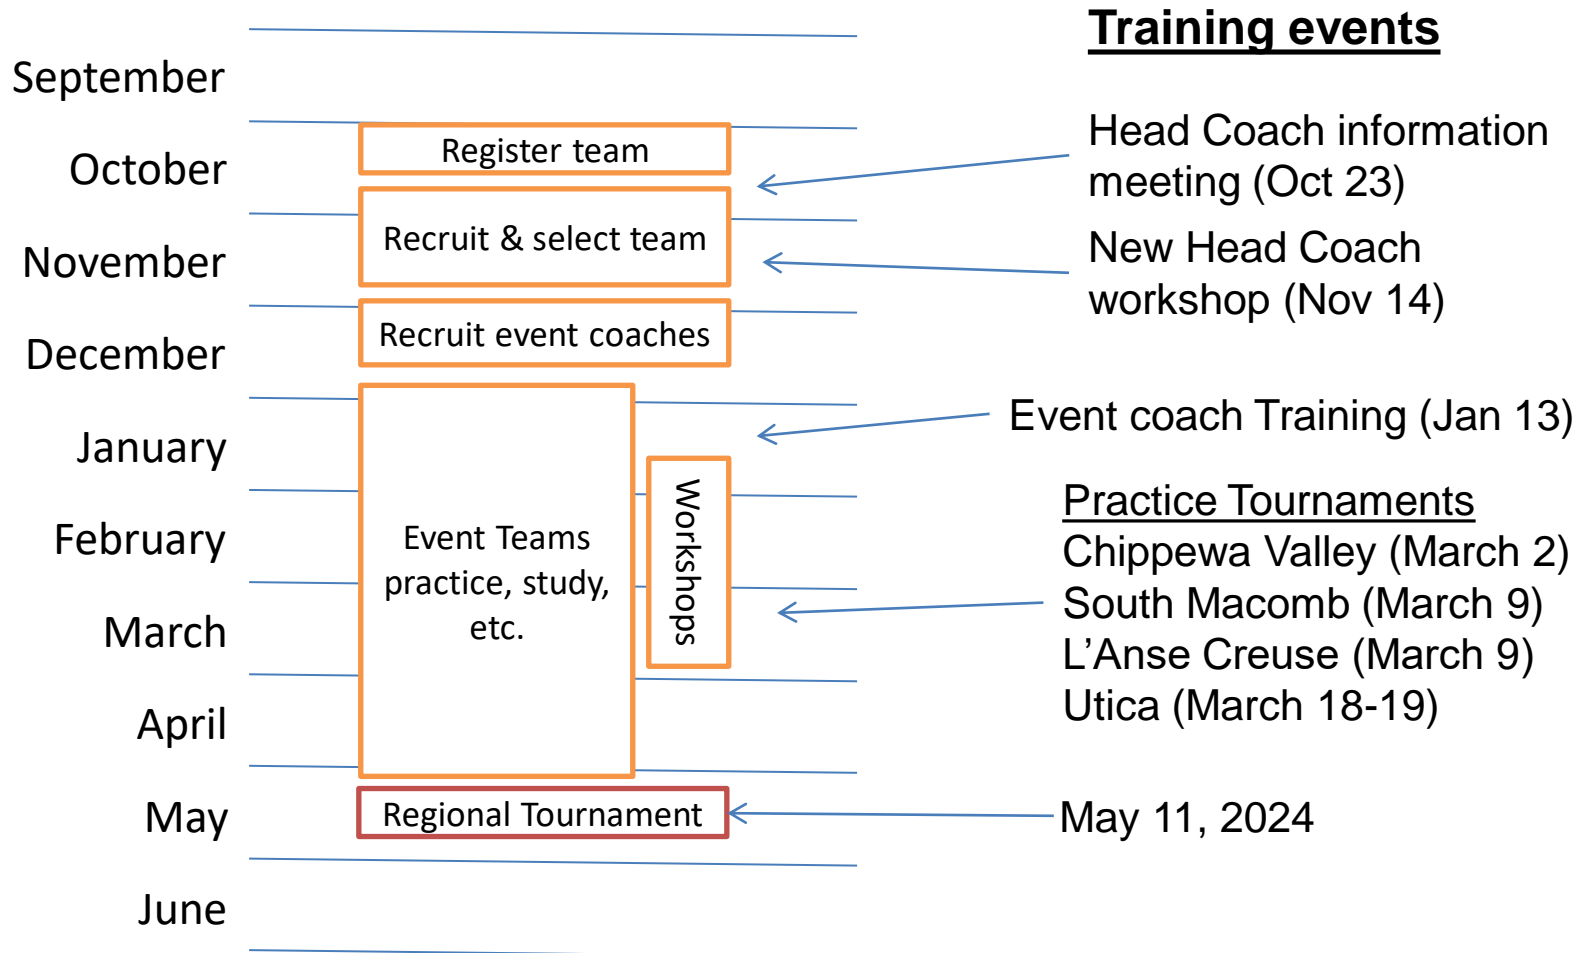 Training events
September
October
November
December
January
February
March
April
May
June
Register team
Recruit & select team
Recruit event coaches
Event Teams
practice, study,
etc.
Workshops
Regional Tournament
Head Coach information
meeting (Oct 23)
New Head Coach
workshop (Nov 14)
Event coach Training (Jan 13)
Practice Tournaments
Chippewa Valley (March 2)
South Macomb (March 9)
L’Anse Creuse (March 9)
Utica (March 18-19)
May 11, 2024